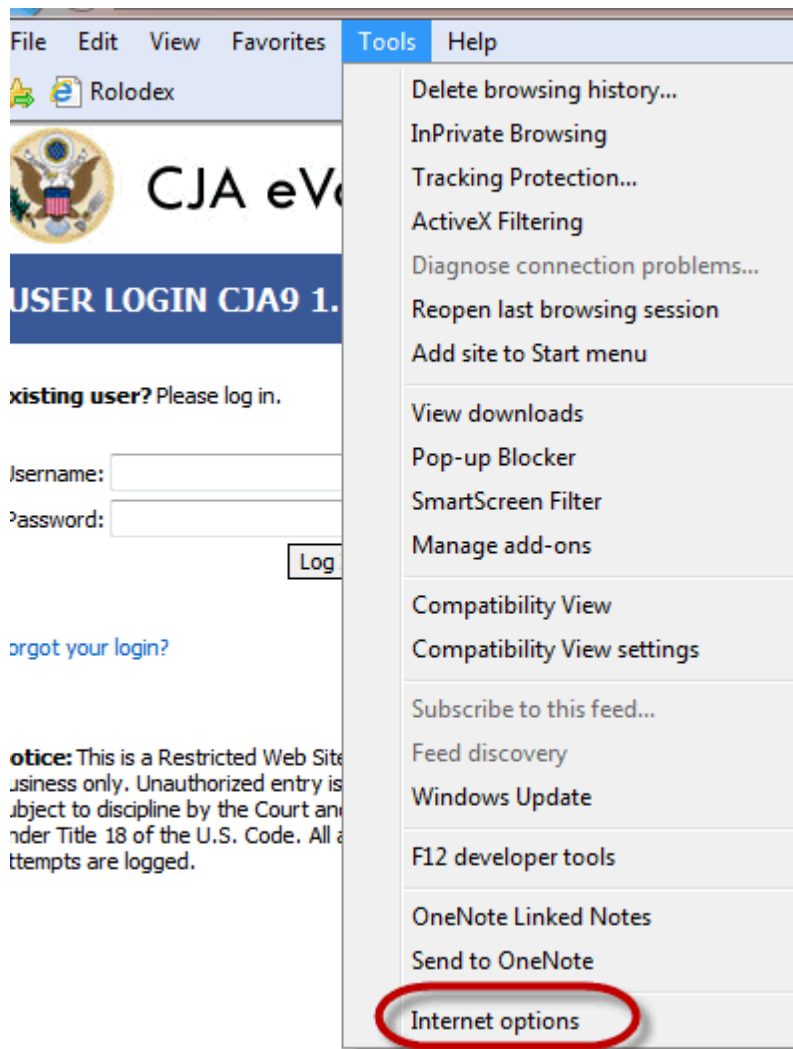 File Edit View Favorites Tools Help
Rolodex
CJA eVo
USER LOGIN CJA9 1.
xisting user? Please log in.
Username:
Password:
Log
orgot your login?
otice: This is a Restricted Web Site
usiness only. Unauthorized entry is
ubject to discipline by the Court and
nder Title 18 of the U.S. Code. All a
ttempts are logged.
Delete browsing history...
InPrivate Browsing
Tracking Protection...
ActiveX Filtering
Diagnose connection problems...
Reopen last browsing session
Add site to Start menu
View downloads
Pop-up Blocker
SmartScreen Filter
Manage add-ons
Compatibility View
Compatibility View settings
Subscribe to this feed...
Feed discovery
Windows Update
F12 developer tools
OneNote Linked Notes
Send to OneNote
Internet options